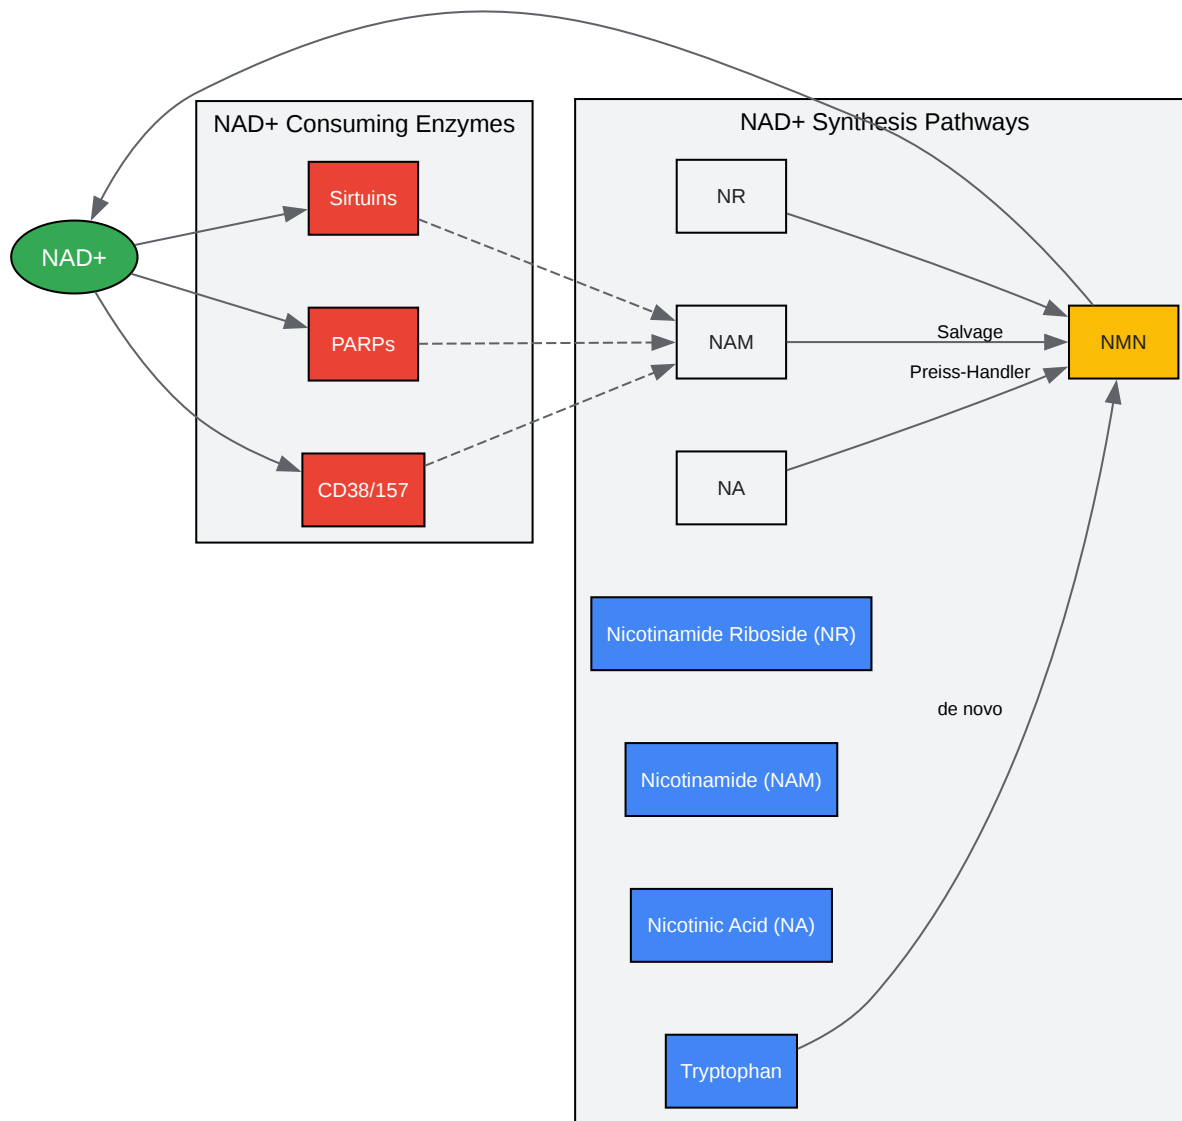 NAD+ Consuming Enzymes
NAD+ Synthesis Pathways
Sirtuins
NR
NAD+
PARPs
NAM
Salvage
NMN
Preiss-Handler
CD38/157
NA
Nicotinamide Riboside (NR)
de novo
Nicotinamide (NAM)
Nicotinic Acid (NA)
Tryptophan